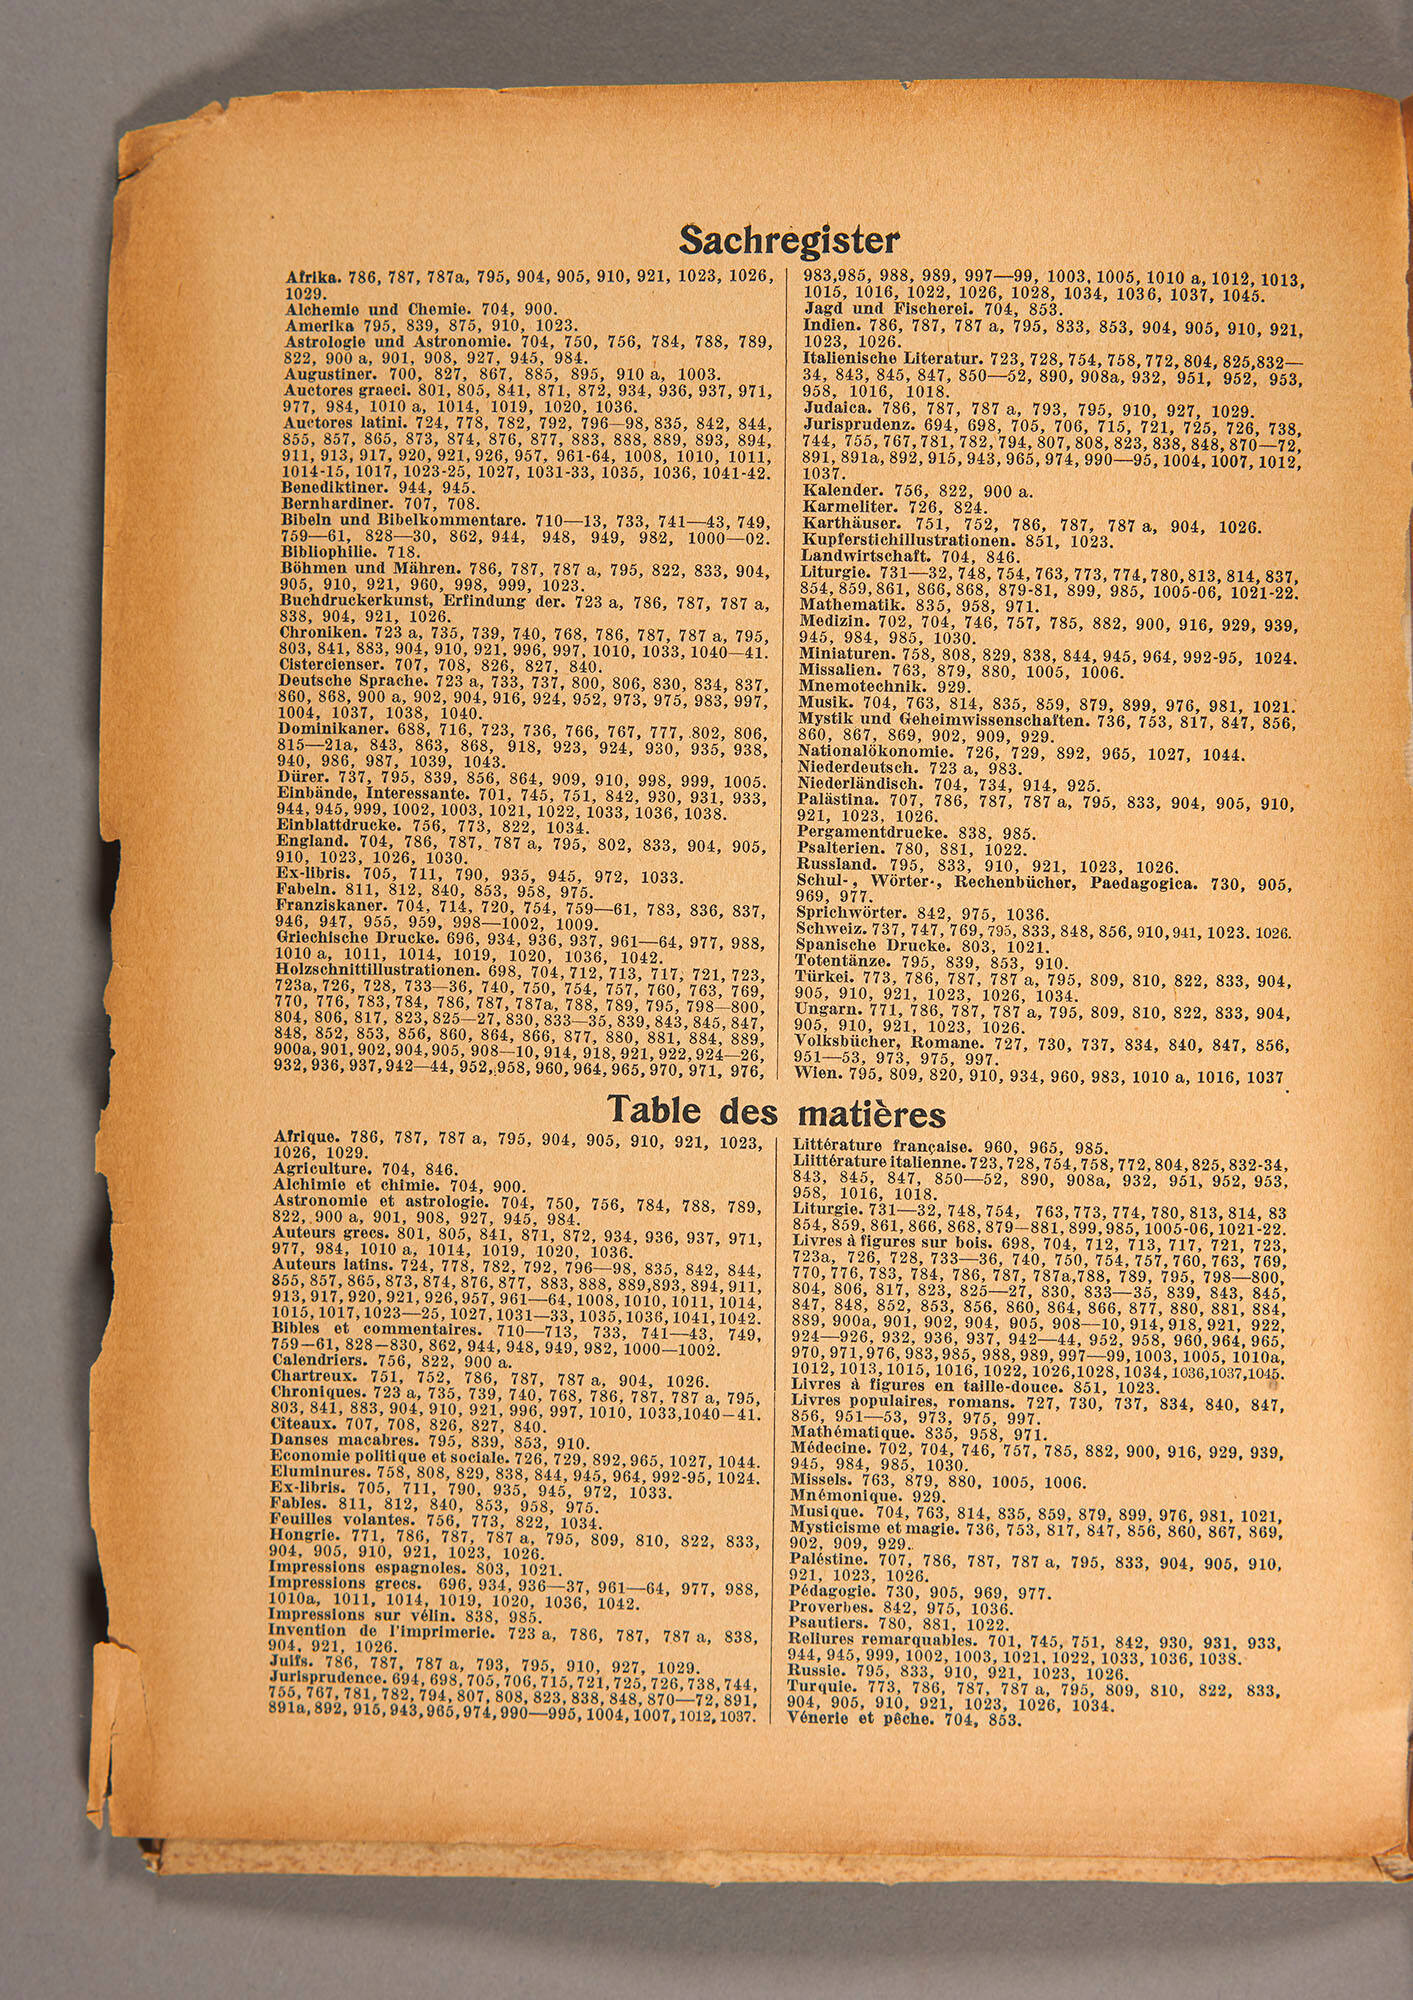 Sachregister
Afrika. 786, 787, 787a, 795, 904, 905, 910, 921, 1023, 1026,
1029.
Alchemie und Chemie. 704, 900.
Amerika 795, 839, 875, 910, 1023.
Astrologie und Astronomie. 704, 750, 756, 784, 788, 789,
822, 900 a, 901, 908, 927, 945, 984.
Augustiner. 700, 827, 867, 885, 895, 910 a, 1003.
Auctores graeci. 801, 805, 841, 871, 872, 934, 936, 937, 971,
977, 984, 1010 a, 1014, 1019, 1020, 1036.
Auctores latini. 724, 778, 782, 792, 796—98, 835, 842, 844,
855, 857, 865, 873, 874, 876, 877, 883, 888, 889, 893, 894,
911, 913, 917, 920, 921, 926, 957, 961-64, 1008, 1010, 1011,
1014-15, 1017, 1023-25, 1027, 1031-33, 1035, 1036, 1041-42.
Benediktiner. 944, 945.
Bernhardiner. 707, 708.
Bibeln und Bibelkommentare. 710—13, 733, 741—43, 749,
759—61, 828—30, 862, 944, 948, 949, 982, 1000—02.
Bibliophilie. 718.
Böhmen und Mähren. 786, 787, 787 a, 795, 822, 833, 904,
905, 910, 921, 960, 998, 999, 1023.
Buchdruckerkunst, Erfindung der. 723 a, 786, 787, 787 a,
838, 904, 921, 1026.
Chroniken. 723 a, 735, 739, 740, 768, 786, 787, 787 a, 795,
803, 841, 883, 904, 910, 921, 996, 997, 1010, 1033, 1040—41.
Cistercienser. 707, 708, 826, 827, 840.
Deutsche Sprache. 723 a, 733, 737, 800, 806, 830, 834, 837,
860, 868, 900 a, 902, 904, 916, 924, 952, 973, 975, 983, 997,
1004, 1037, 1038, 1040.
Dominikaner. 688, 716, 723, 736, 766, 767, 777, 802, 806,
815—21a, 843, 863, 868, 918, 923, 924, 930, 935, 938,
940, 986, 987, 1039, 1043.
Dürer. 737, 795, 839, 856, 864, 909, 910, 998, 999, 1005.
Einbände, Interessante. 701, 745, 751, 842, 930, 931, 933,
944, 945, 999, 1002, 1003, 1021, 1022, 1033, 1036, 1038.
Einblattdrucke. 756, 773, 822, 1034.
England. 704, 786, 787, 787 a, 795, 802, 833, 904, 905,
910, 1023, 1026, 1030.
Ex-libris. 705, 711, 790, 935, 945, 972, 1033.
Fabeln. 811, 812, 840, 853, 958, 975.
Franziskaner. 704, 714, 720, 754, 759—61, 783, 836, 837,
946, 947, 955, 959, 998—1002, 1009.
Griechische Drucke. 696, 934, 936, 937, 961—64, 977, 988,
1010 a, 1011, 1014, 1019, 1020, 1036, 1042.
Holzschnittillustrationen. 698, 704, 712, 713, 717, 721, 723,
723a, 726, 728, 733—36, 740, 750, 754, 757, 760, 763, 769,
770, 776, 783, 784, 786, 787, 787a, 788, 789, 795, 798—800,
804, 806, 817, 823, 825—27, 830, 833—35, 839, 843, 845, 847,
848, 852, 853, 856, 860, 864, 866, 877, 880, 881, 884, 889,
900a, 901, 902, 904, 905, 908—10, 914, 918, 921, 922, 924—26,
932, 936, 937, 942—44, 952, 958, 960, 964, 965, 970, 971, 976,
983,985, 988, 989, 997—99, 1003, 1005, 1010 a, 1012, 1013,
1015, 1016, 1022, 1026, 1028, 1034, 1036, 1037, 1045.
Jagd und Fischerei. 704, 853.
Indien. 786, 787, 787 a, 795, 833, 853, 904, 905, 910, 921,
1023, 1026.
Italienische Literatur. 723, 728, 754, 758, 772, 804, 825,832—
34, 843, 845, 847, 850—52, 890, 908a, 932, 951, 952, 953,
958, 1016, 1018.
Judaica. 786, 787, 787 a, 793, 795, 910, 927, 1029.
Jurisprudenz. 694, 698, 705, 706, 715, 721, 725, 726, 738,
744, 755, 767, 781, 782, 794, 807, 808, 823, 838, 848, 870—72,
891, 891a, 892, 915, 943, 965, 974, 990—95, 1004, 1007, 1012,
1037.
Kalender. 756, 822, 900 a.
Karmeliter. 726, 824.
Karthäuser. 751, 752, 786, 787, 787 a, 904, 1026.
Kupferstichillustrationen. 851, 1023.
Landwirtschaft. 704, 846.
Liturgie. 731—32, 748, 754, 763, 773, 774, 780, 813, 814, 837,
854, 859, 861, 866, 868, 879-81, 899, 985, 1005-06, 1021-22.
Mathematik. 835, 958, 971.
Medizin. 702, 704, 746, 757, 785, 882, 900, 916, 929, 939,
945, 984, 985, 1030.
Miniaturen. 758, 808, 829, 838, 844, 945, 964, 992-95, 1024.
Missalien. 763, 879, 880, 1005, 1006.
Mnemotechnik. 929.
Musik. 704, 763, 814, 835, 859, 879, 899, 976, 981, 1021.
Mystik und Geheimwissenschaften. 736, 753, 817, 847, 856,
860, 867, 869, 902, 909, 929.
Nationalökonomie. 726, 729, 892, 965, 1027, 1044.
Niederdeutsch. 723 a, 983.
Niederländisch. 704, 734, 914, 925.
Palästina. 707, 786, 787, 787 a, 795, 833, 904, 905, 910,
921, 1023, 1026.
Pergamentdrucke. 838, 985.
Psalterien. 780, 881, 1022.
Russland. 795, 833, 910, 921, 1023, 1026.
Schul-, Wörter-, Rechenbücher, Paedagogica. 730, 905,
969, 977.
Sprichwörter. 842, 975, 1036.
Schweiz. 737, 747, 769, 795, 833, 848, 856, 910, 941, 1023. 1026.
Spanische Drucke. 803, 1021.
Totentänze. 795, 839, 853, 910.
Türkei. 773, 786, 787, 787 a, 795, 809, 810, 822, 833, 904,
905, 910, 921, 1023, 1026, 1034.
Ungarn. 771, 786, 787, 787 a, 795, 809, 810, 822, 833, 904,
905, 910, 921, 1023, 1026.
Volksbücher, Romane. 727, 730, 737, 834, 840, 847, 856,
951—53, 973, 975, 997.
Wien. 795, 809, 820, 910, 934, 960, 983, 1010 a, 1016, 1037.
Table des matières
Afrique. 786, 787, 787 a, 795, 904, 905, 910, 921, 1023,
1026, 1029.
Agriculture. 704, 846.
Alchimie et chimie. 704, 900.
Astronomie et astrologie. 704, 750, 756, 784, 788, 789,
822, 900 a, 901, 908, 927, 945, 984.
Auteurs grecs. 801, 805, 841, 871, 872, 934, 936, 937, 971,
977, 984, 1010 a, 1014, 1019, 1020, 1036.
Auteurs latins. 724, 778, 782, 792, 796—98, 835, 842, 844,
855, 857, 865, 873, 874, 876, 877, 883, 888, 889,893, 894, 911,
913, 917, 920, 921, 926,957, 961—64, 1008, 1010, 1011, 1014,
1015, 1017, 1023—25, 1027, 1031—33, 1035, 1036, 1041, 1042.
Bibles et commentaires. 710—713, 733, 741—43, 749,
759—61, 828—830, 862, 944, 948, 949, 982, 1000—1002.
Calendriers. 756, 822, 900 a.
Chartreux. 751, 752, 786, 787, 787 a, 904, 1026.
Chroniques. 723 a, 735, 739, 740, 768, 786, 787, 787 a, 795,
803, 841, 883, 904, 910, 921, 996, 997, 1010, 1033,1040—41.
Citeaux. 707, 708, 826, 827, 840.
Danses macabres. 795, 839, 853, 910.
Economie politique et sociale. 726, 729, 892, 965, 1027, 1044.
Eluminures. 758, 808, 829, 838, 844, 945, 964, 992-95, 1024.
Ex-libris. 705, 711, 790, 935, 945, 972, 1033.
Fables. 811, 812, 840, 853, 958, 975.
Feuilles volantes. 756, 773, 822, 1034.
Hongrie. 771, 786, 787, 787 a, 795, 809, 810, 822, 833,
904, 905, 910, 921, 1023, 1026.
Impressions espagnoles. 803, 1021.
Impressions grecs. 696, 934, 936—37, 961—64, 977, 988,
1010a, 1011, 1014, 1019, 1020, 1036, 1042.
Impressions sur vélin. 838, 985.
Invention de l'imprimerie. 723 a, 786, 787, 787 a, 838,
904, 921, 1026.
Juifs. 786, 787, 787 a, 793, 795, 910, 927, 1029.
Jurisprudence. 694, 698, 705, 706, 715, 721, 725, 726, 738, 744,
755, 767, 781, 782, 794, 807, 808, 823, 838, 848, 870—72, 891,
891a, 892, 915, 943, 965, 974, 990—995, 1004, 1007, 1012, 1037.
Littérature française. 960, 965, 985.
Liittérature italienne. 723, 728, 754, 758, 772, 804, 825, 832-34,
843, 845, 847, 850—52, 890, 908a, 932, 951, 952, 953,
958, 1016, 1018.
Liturgie. 731—32, 748, 754, 763, 773, 774, 780, 813, 814, 83
854, 859, 861, 866, 868, 879—881, 899, 985, 1005-06, 1021-22.
Livres à figures sur bois. 698, 704, 712, 713, 717, 721, 723,
723a, 726, 728, 733—36, 740, 750, 754, 757, 760, 763, 769,
770, 776, 783, 784, 786, 787, 787a,788, 789, 795, 798—800,
804, 806, 817, 823, 825—27, 830, 833—35, 839, 843, 845,
847, 848, 852, 853, 856, 860, 864, 866, 877, 880, 881, 884,
889, 900a, 901, 902, 904, 905, 908—10, 914, 918, 921, 922,
924—926, 932, 936, 937, 942—44, 952, 958, 960, 964, 965,
970, 971, 976, 983, 985, 988, 989, 997—99, 1003, 1005, 1010a,
1012, 1013, 1015, 1016, 1022, 1026, 1028, 1034, 1036, 1037, 1045.
Livres à figures en taille-douce. 851, 1023.
Livres populaires, romans. 727, 730, 737, 834, 840, 847,
856, 951—53, 973, 975, 997.
Mathématique. 835, 958, 971.
Médecine. 702, 704, 746, 757, 785, 882, 900, 916, 929, 939,
945, 984, 985, 1030.
Missels. 763, 879, 880, 1005, 1006.
Mnémonique. 929.
Musique. 704, 763, 814, 835, 859, 879, 899, 976, 981, 1021,
Mysticisme et magie. 736, 753, 817, 847, 856, 860, 867, 869,
902, 909, 929.
Paléstine. 707, 786, 787, 787 a, 795, 833, 904, 905, 910,
921, 1023, 1026.
Pédagogie. 730, 905, 969, 977.
Proverbes. 842, 975, 1036.
Psautiers. 780, 881, 1022.
Reliures remarquables. 701, 745, 751, 842, 930, 931, 933,
944, 945, 999, 1002, 1003, 1021, 1022, 1033, 1036, 1038.
Russie. 795, 833, 910, 921, 1023, 1026.
Turquie. 773, 786, 787, 787 a, 795, 809, 810, 822, 833,
904, 905, 910, 921, 1023, 1026, 1034.
Vénerie et pêche. 704, 853.